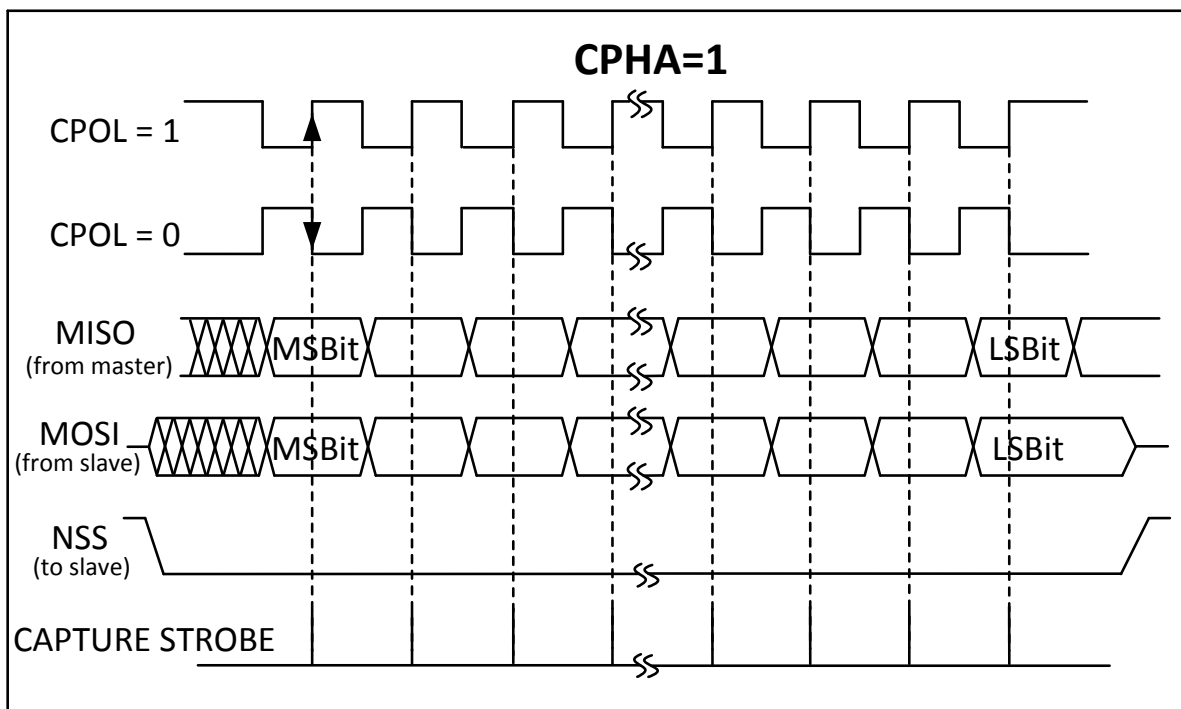 CPHA=1
CPOL = 1
CPOL = 0
MISO
(from master)
MSBit
LSBit
MOSI
(from slave)
MSBit
LSBit
NSS
(to slave)
CAPTURE STROBE